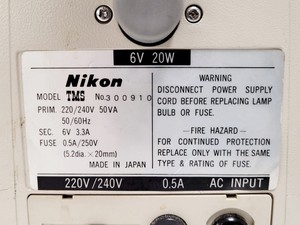 6V 20W
Nikon
MODEL TMS No. 300910
PRIM. 220/240V 50VA
50/60Hz
SEC. 6V 3.3A
FUSE 0.5A/250V
(5.2dia. × 20mm)
MADE IN JAPAN
WARNING
DISCONNECT POWER SUPPLY
CORD BEFORE REPLACING LAMP
BULB OR FUSE.
—FIRE HAZARD—
FOR CONTINUED PROTECTION
REPLACE ONLY WITH THE SAME
TYPE & RATING OF FUSE.
220V/240V 0.5A AC INPUT